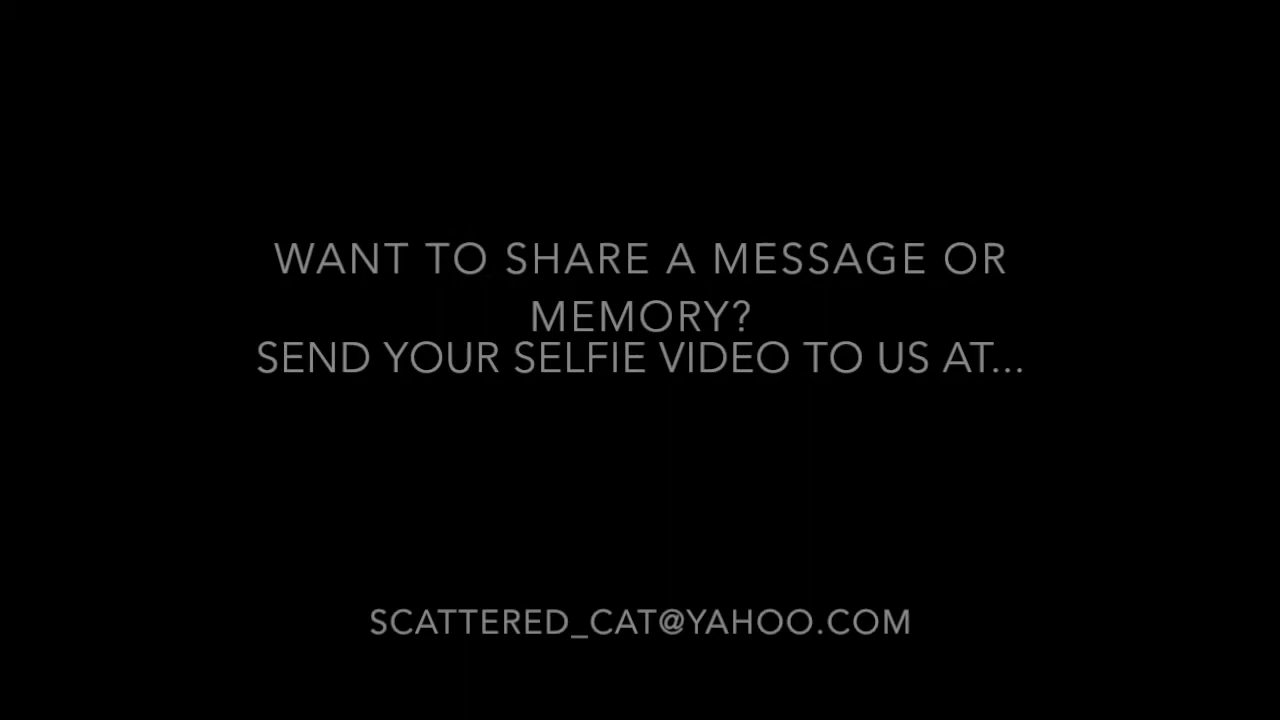 WANT TO SHARE A MESSAGE OR
MEMORY?
SEND YOUR SELFIE VIDEO TO US AT...
SCATTERED_CAT@YAHOO.COM